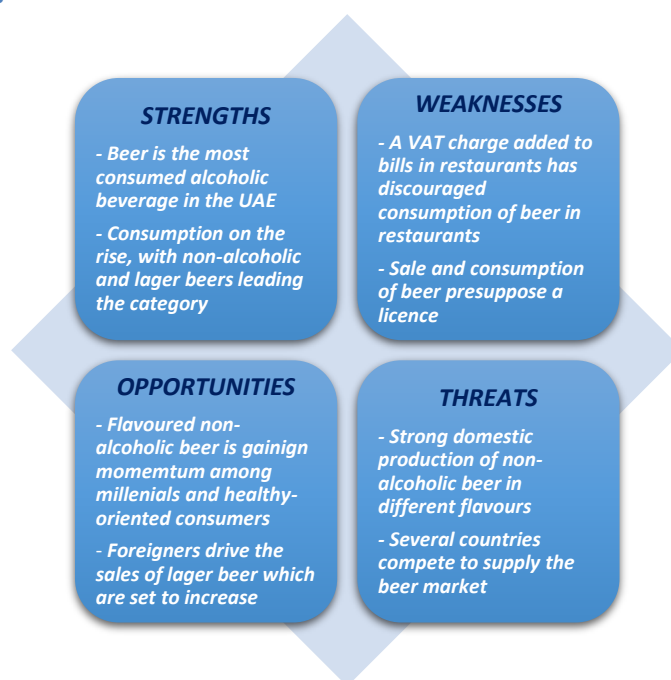 STRENGTHS
- Beer is the most
consumed alcoholic
beverage in the UAE
- Consumption on the
rise, with non-alcoholic
and lager beers leading
the category
WEAKNESSES
- A VAT charge added to
bills in restaurants has
discouraged
consumption of beer in
restaurants
- Sale and consumption
of beer presuppose a
licence
OPPORTUNITIES
- Flavoured non-
alcoholic beer is gainign
momemtum among
millenials and healthy-
oriented consumers
- Foreigners drive the
sales of lager beer which
are set to increase
THREATS
- Strong domestic
production of non-
alcoholic beer in
different flavours
- Several countries
compete to supply the
beer market